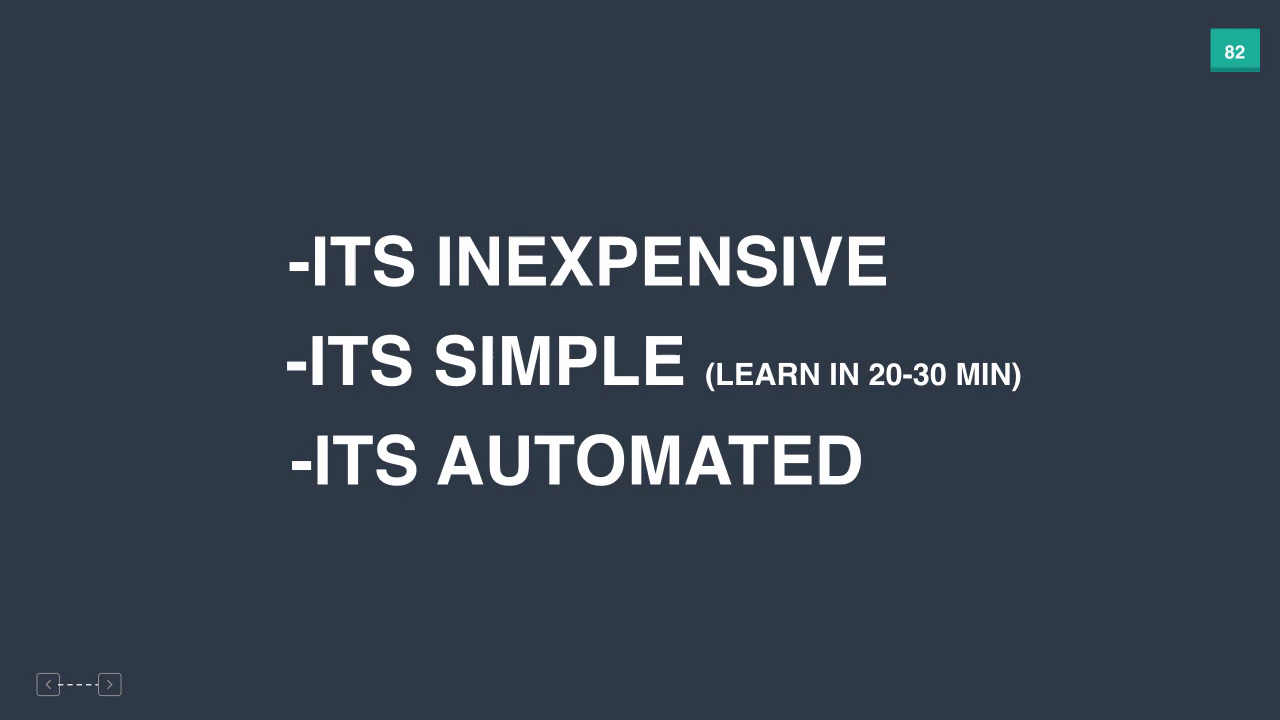 82
-ITS INEXPENSIVE
-ITS SIMPLE (LEARN IN 20-30 MIN)
-ITS AUTOMATED